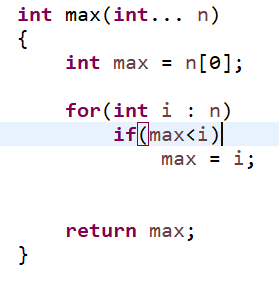 int max(int... n)
{
    int max = n[0];

    for(int i : n)
        if(max<i)
            max = i;


    return max;
}